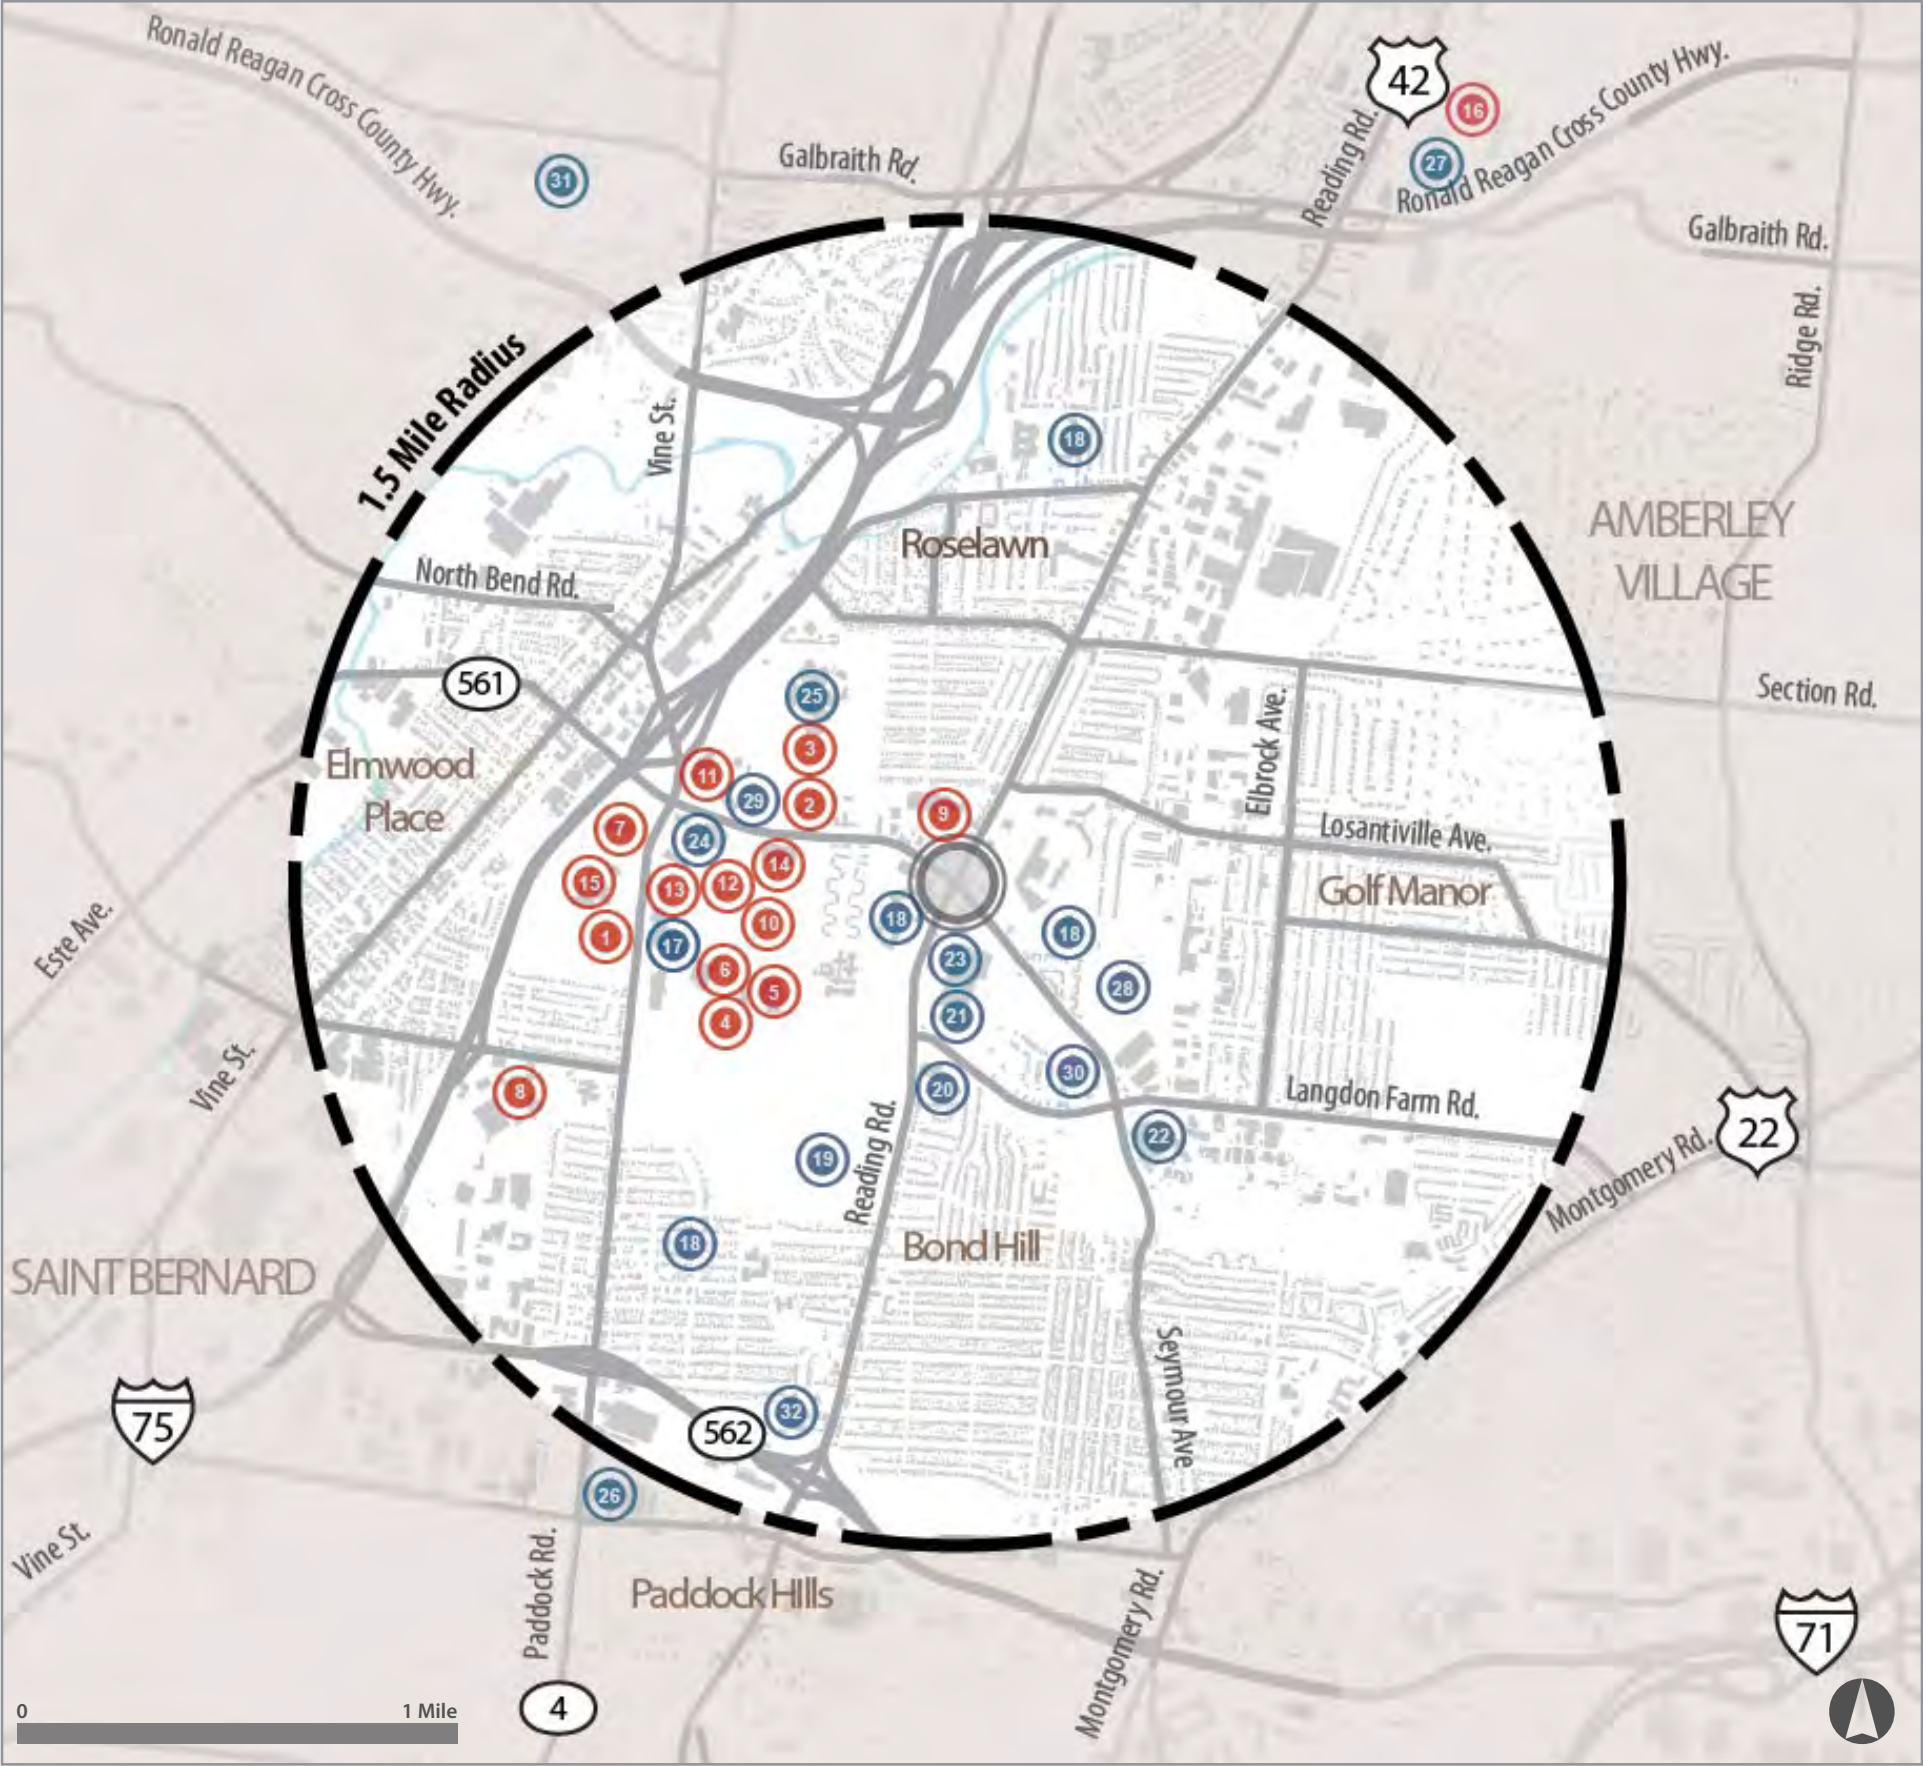 Ronald Reagan Cross County Hwy.
42
16
Ronald Reagan Cross County Hwy.
27
Reading Rd.
Galbraith Rd.
31
Galbraith Rd.
Ridge Rd.
1.5 Mile Radius
Vine St.
18
AMBERLEY
VILLAGE
Roselawn
North Bend Rd.
561
25
Section Rd.
Elbrock Ave.
Elmwood
Place
3
11
29
2
9
7
24
Losantiville Ave.
14
15
13
12
Golf Manor
10
18
18
1
17
Este Ave.
6
23
5
28
4
21
Vine St.
8
20
30
Langdon Farm Rd.
22
22
Montgomery Rd.
19
Reading Rd.
18
Bond Hill
SAINT BERNARD
Seymour Ave
75
32
562
26
Vine St.
Paddock Rd.
Paddock HIlls
Montgomery Rd.
71
4
0
1 Mile